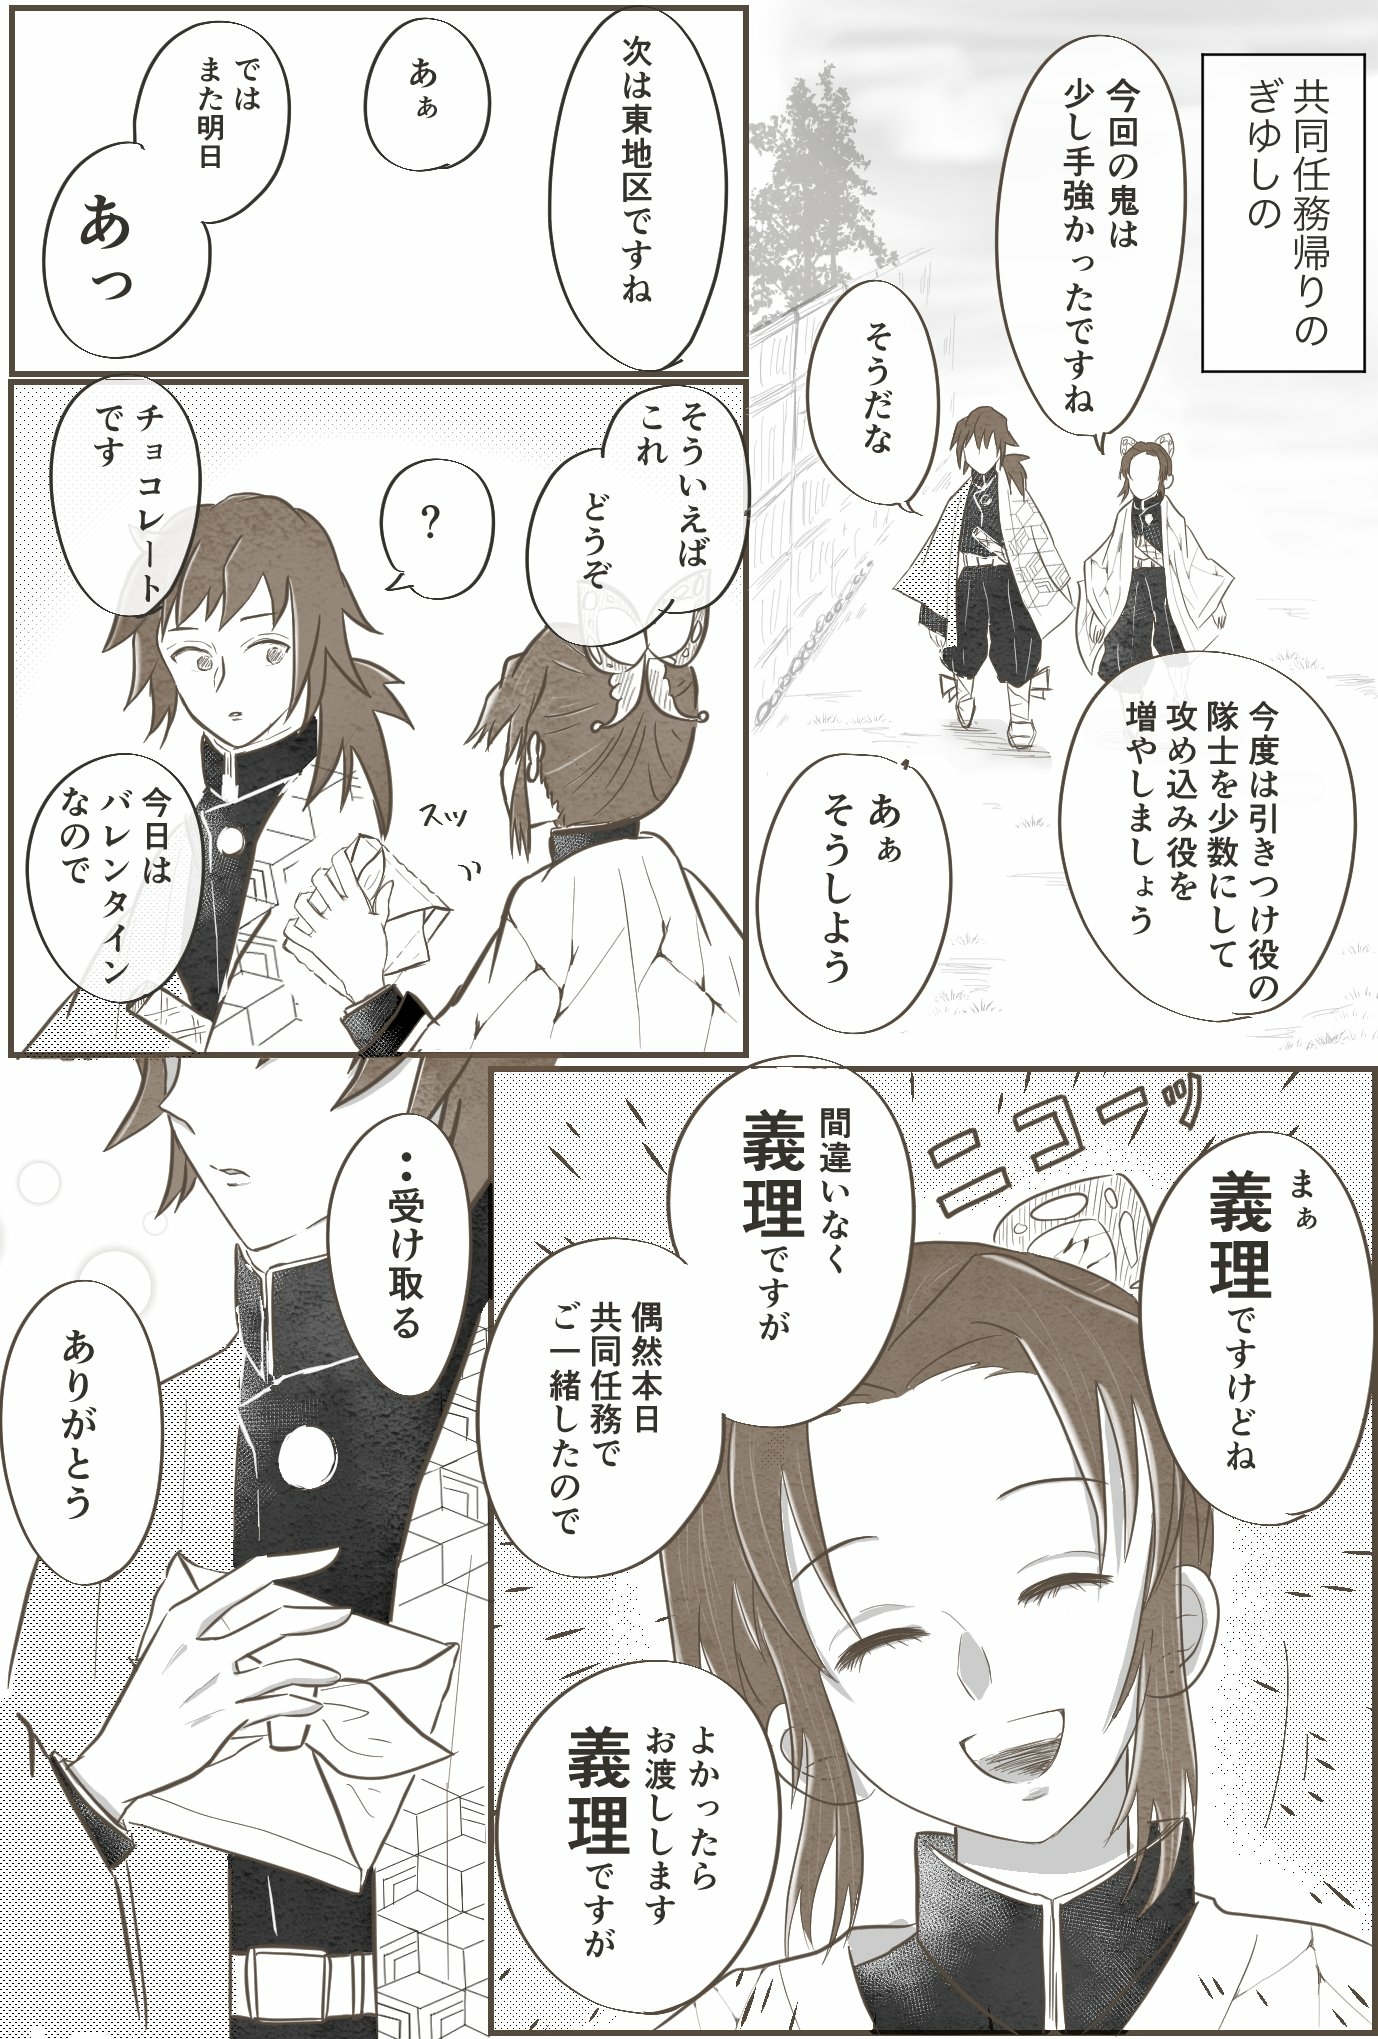 共同任務帰りの
ぎゆしの
今回の鬼は
少し手強かったですね
そうだな
今度は引きつけ役の
隊士を少数にして
攻め込み役を
増やしましょう
あぁ
そうしよう
次は東地区ですね
あぁ
では
また明日
あっ
そういえば
これ
どうぞ
？
スッ
チョコレート
です
今日は
バレンタイン
なので
ニコーッ
まぁ
義理ですけどね
間違いなく
義理ですが
偶然本日
共同任務で
ご一緒したので
よかったら
お渡しします
義理ですが
：受け取る
ありがとう